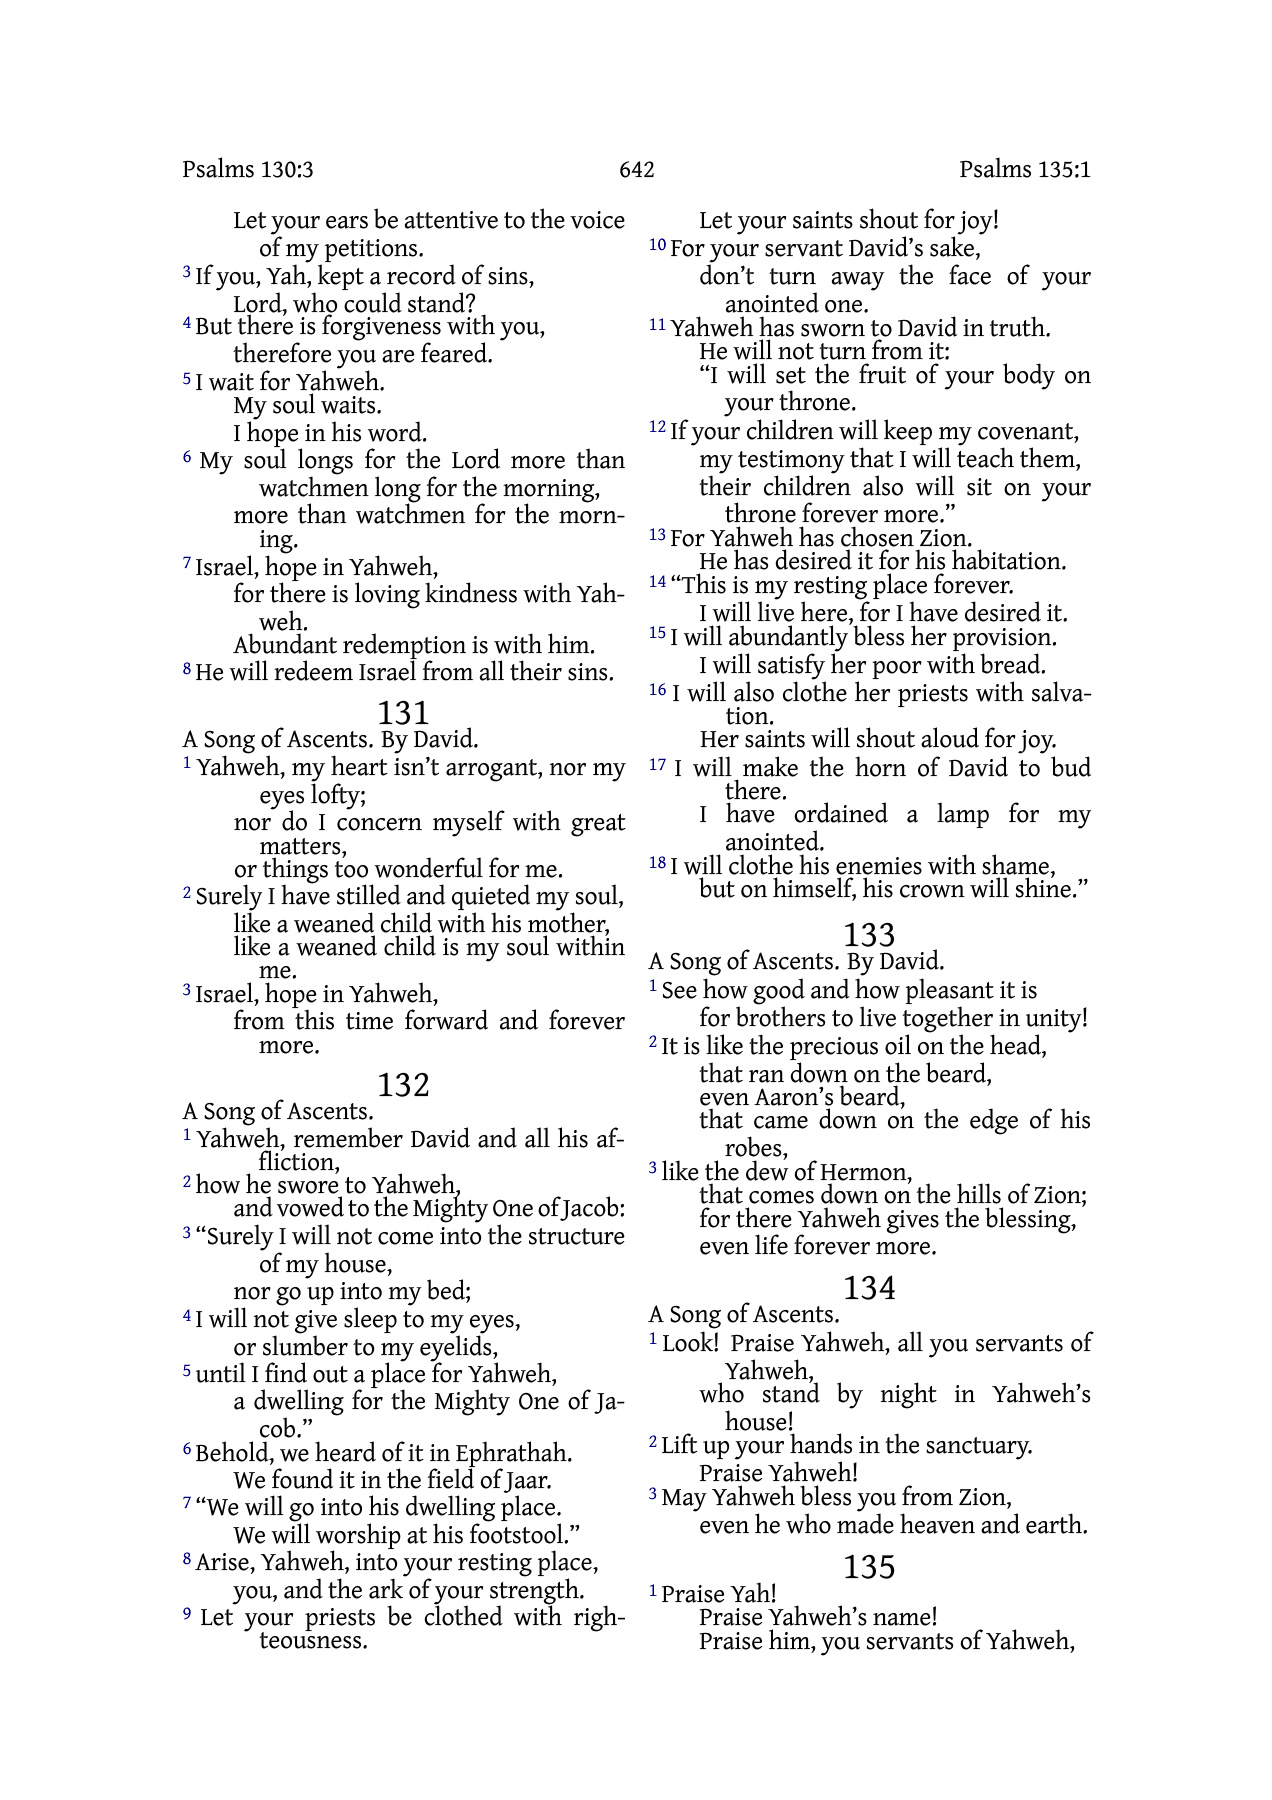 Psalms 130:3 642 Psalms 135:1
Let your ears be attentive to the voice
of my petitions.
3 If you, Yah, kept a record of sins,
Lord, who could stand?
4 But there is forgiveness with you,
therefore you are feared.
5 I wait for Yahweh.
My soul waits.
I hope in his word.
6 My soul longs for the Lord more than
watchmen long for the morning,
more than watchmen for the morn-
ing.
7 Israel, hope in Yahweh,
for there is loving kindness with Yah-
weh.
Abundant redemption is with him.
8 He will redeem Israel from all their sins.
131
A Song of Ascents. By David.
1 Yahweh, my heart isn’t arrogant, nor my
eyes lofty;
nor do I concern myself with great
matters,
or things too wonderful for me.
2 Surely I have stilled and quieted my soul,
like a weaned child with his mother,
like a weaned child is my soul within
me.
3 Israel, hope in Yahweh,
from this time forward and forever
more.
132
A Song of Ascents.
1 Yahweh, remember David and all his af-
fliction,
2 how he swore to Yahweh,
and vowed to the Mighty One of Jacob:
3 “Surely I will not come into the structure
of my house,
nor go up into my bed;
4 I will not give sleep to my eyes,
or slumber to my eyelids,
5 until I find out a place for Yahweh,
a dwelling for the Mighty One of Ja-
cob.”
6 Behold, we heard of it in Ephrathah.
We found it in the field of Jaar.
7 “We will go into his dwelling place.
We will worship at his footstool.”
8 Arise, Yahweh, into your resting place,
you, and the ark of your strength.
9 Let your priests be clothed with righ-
teousness.
Let your saints shout for joy!
10 For your servant David’s sake,
don’t turn away the face of your
anointed one.
11 Yahweh has sworn to David in truth.
He will not turn from it:
“I will set the fruit of your body on
your throne.
12 If your children will keep my covenant,
my testimony that I will teach them,
their children also will sit on your
throne forever more.”
13 For Yahweh has chosen Zion.
He has desired it for his habitation.
14 “This is my resting place forever.
I will live here, for I have desired it.
15 I will abundantly bless her provision.
I will satisfy her poor with bread.
16 I will also clothe her priests with salva-
tion.
Her saints will shout aloud for joy.
17 I will make the horn of David to bud
there.
I have ordained a lamp for my
anointed.
18 I will clothe his enemies with shame,
but on himself, his crown will shine.”
133
A Song of Ascents. By David.
1 See how good and how pleasant it is
for brothers to live together in unity!
2 It is like the precious oil on the head,
that ran down on the beard,
even Aaron’s beard,
that came down on the edge of his
robes,
3 like the dew of Hermon,
that comes down on the hills of Zion;
for there Yahweh gives the blessing,
even life forever more.
134
A Song of Ascents.
1 Look! Praise Yahweh, all you servants of
Yahweh,
who stand by night in Yahweh’s
house!
2 Lift up your hands in the sanctuary.
Praise Yahweh!
3 May Yahweh bless you from Zion,
even he who made heaven and earth.
135
1 Praise Yah!
Praise Yahweh’s name!
Praise him, you servants of Yahweh,